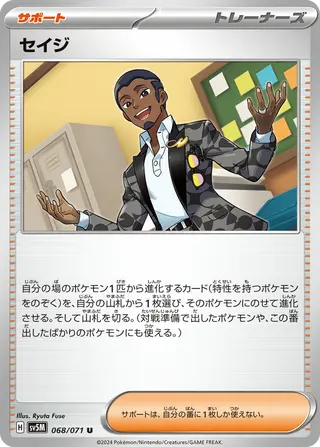 サポート
トレーナーズ
セイジ
自分の場のポケモン1匹から進化するカード(特性を持つポケモン
をのぞく)を、自分の山札から1枚選び、そのポケモンにのせて進化
させる。そして山札を切る。(対戦準備で出したポケモンや、この番に
出したばかりのポケモンにも使える。)
Illus. Ryuta Fuse
H SV5M 068/071 U
サポートは、自分の番に1枚しか使えない。
©2024 Pokémon/Nintendo/Creatures/GAME FREAK.